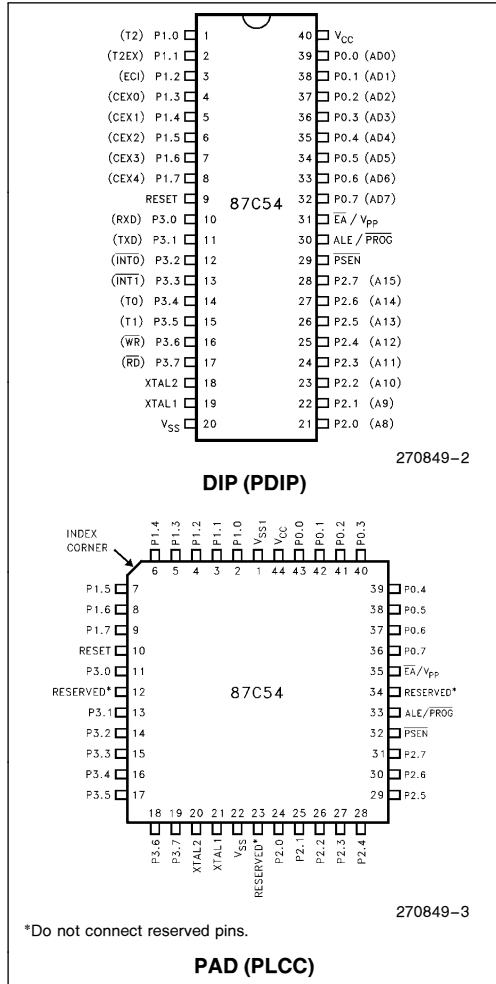 (T2) P1.0 1 40 VCC
(T2EX) P1.1 2 39 P0.0 (AD0)
(ECI) P1.2 3 38 P0.1 (AD1)
(CEX0) P1.3 4 37 P0.2 (AD2)
(CEX1) P1.4 5 36 P0.3 (AD3)
(CEX2) P1.5 6 35 P0.4 (AD4)
(CEX3) P1.6 7 34 P0.5 (AD5)
(CEX4) P1.7 8 33 P0.6 (AD6)
RESET 9 32 P0.7 (AD7)
87C54
(RXD) P3.0 10 31 EA / VPP
(TXD) P3.1 11 30 ALE / PROG
(INT0) P3.2 12 29 PSEN
(INT1) P3.3 13 28 P2.7 (A15)
(T0) P3.4 14 27 P2.6 (A14)
(T1) P3.5 15 26 P2.5 (A13)
(WR) P3.6 16 25 P2.4 (A12)
(RD) P3.7 17 24 P2.3 (A11)
XTAL2 18 23 P2.2 (A10)
XTAL1 19 22 P2.1 (A9)
VSS 20 21 P2.0 (A8)
270849-2
DIP (PDIP)
INDEX
CORNER
P1.4 P1.3 P1.2 P1.1 P1.0 VSS1 VCC P0.0 P0.1 P0.2 P0.3
6 5 4 3 2 1 44 43 42 41 40
P1.5 7 39 P0.4
P1.6 8 38 P0.5
P1.7 9 37 P0.6
RESET 10 36 P0.7
P3.0 11 35 EA/VPP
RESERVED* 12 87C54 34 RESERVED*
P3.1 13 33 ALE/PROG
P3.2 14 32 PSEN
P3.3 15 31 P2.7
P3.4 16 30 P2.6
P3.5 17 29 P2.5
18 19 20 21 22 23 24 25 26 27 28
P3.6 P3.7 XTAL2 XTAL1 VSS RESERVED* P2.0 P2.1 P2.2 P2.3 P2.4
270849-3
*Do not connect reserved pins.
PAD (PLCC)